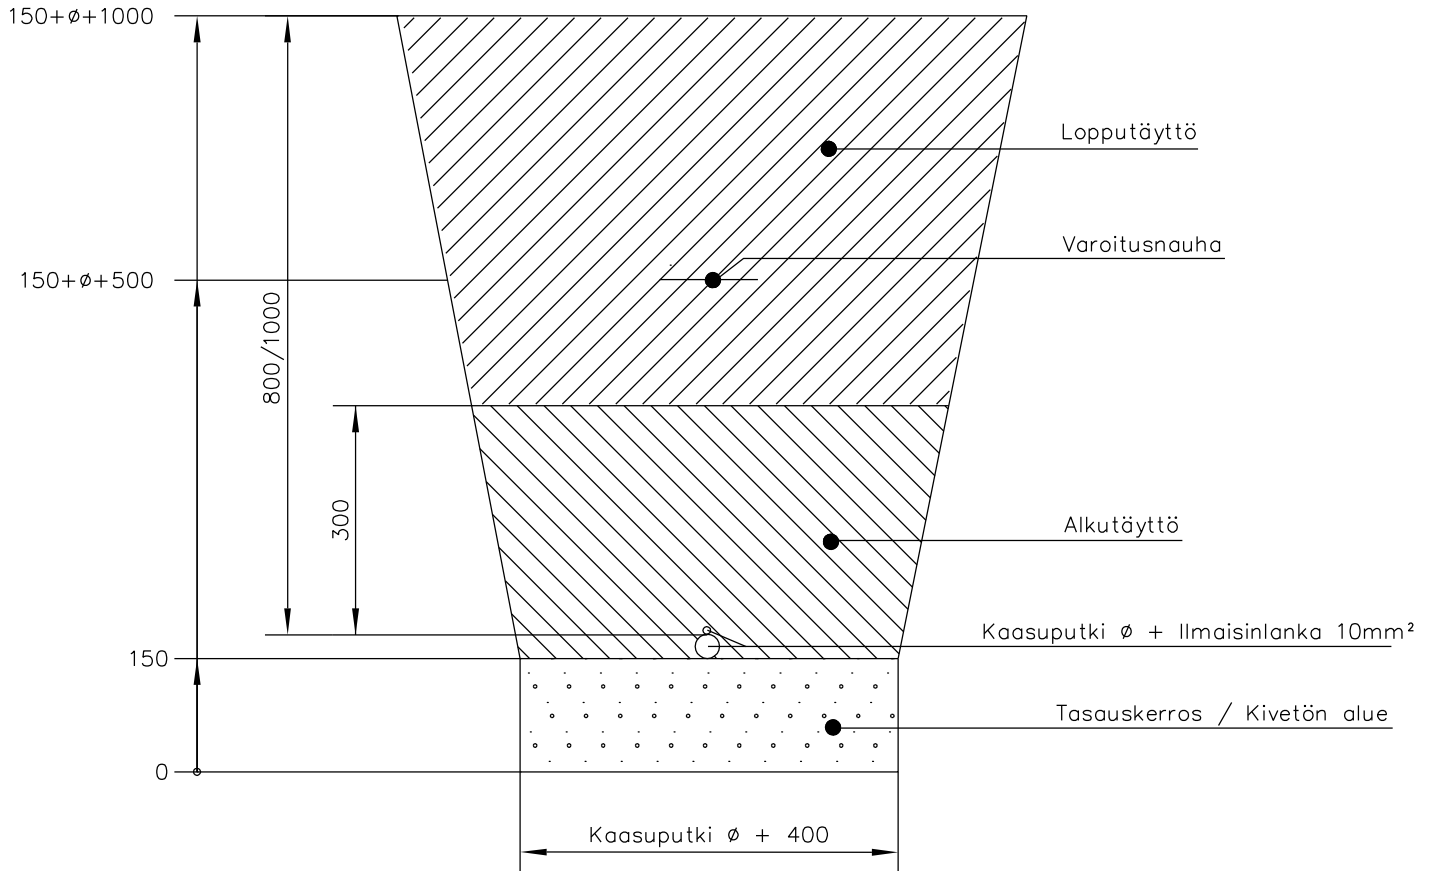 150+ø+1000
Lopputäyttö
Varoitusnauha
150+ø+500
800/1000
300
Alkutäyttö
Kaasuputki ø + Ilmaisinlanka 10mm²
150
Tasauskerros / Kivetön alue
0
Kaasuputki ø + 400